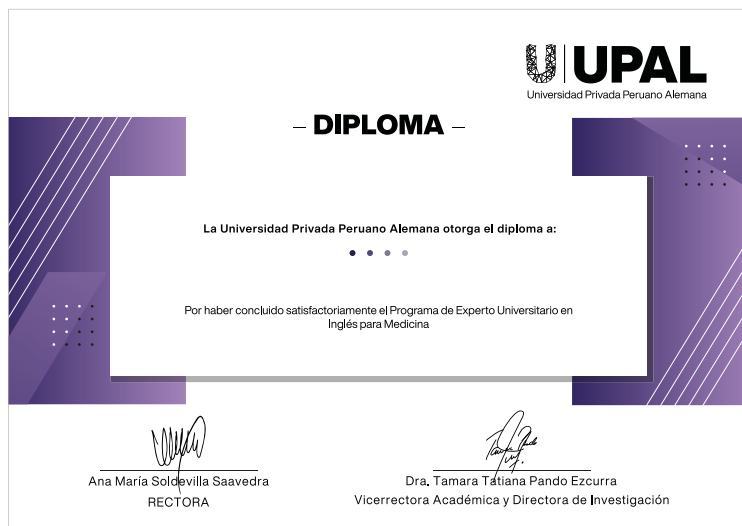 UPAL
Universidad Privada Peruano Alemana
– DIPLOMA –
La Universidad Privada Peruano Alemana otorga el diploma a:
Por haber concluido satisfactoriamente el Programa de Experto Universitario en
Inglés para Medicina
Ana María Soldevilla Saavedra
RECTORA
Dra. Tamara Tatiana Pando Ezcurra
Vicerrectora Académica y Directora de Investigación